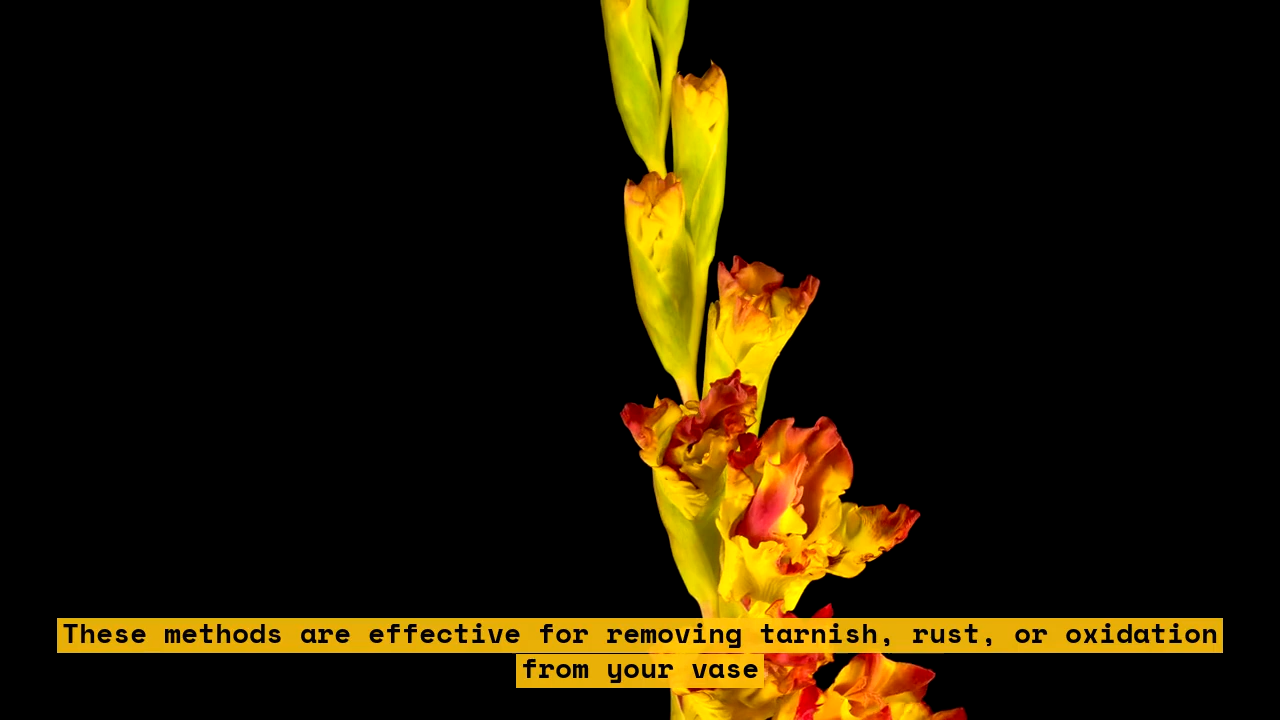 These methods are effective for removing tarnish, rust, or oxidation
from your vase